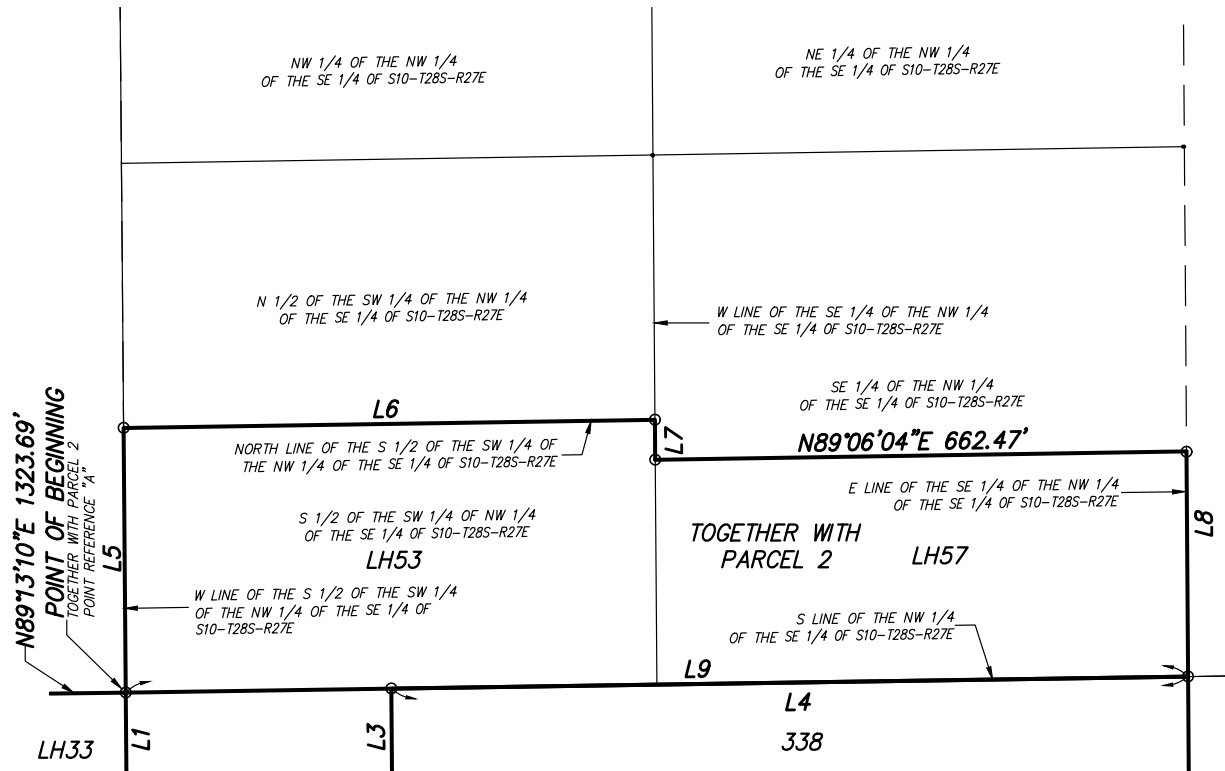 NW 1/4 OF THE NW 1/4
OF THE SE 1/4 OF S10-T28S-R27E
NE 1/4 OF THE NW 1/4
OF THE SE 1/4 OF S10-T28S-R27E
N 1/2 OF THE SW 1/4 OF THE NW 1/4
OF THE SE 1/4 OF S10-T28S-R27E
W LINE OF THE SE 1/4 OF THE NW 1/4
OF THE SE 1/4 OF S10-T28S-R27E
SE 1/4 OF THE NW 1/4
OF THE SE 1/4 OF S10-T28S-R27E
L6
L7
N89°06'04"E 662.47'
NORTH LINE OF THE S 1/2 OF THE SW 1/4 OF
THE NW 1/4 OF THE SE 1/4 OF S10-T28S-R27E
E LINE OF THE SE 1/4 OF THE NW 1/4
OF THE SE 1/4 OF S10-T28S-R27E
N89°13'10"E 1323.69'
POINT OF BEGINNING
TOGETHER WITH PARCEL 2
POINT REFERENCE "A"
L5
S 1/2 OF THE SW 1/4 OF NW 1/4
OF THE SE 1/4 OF S10-T28S-R27E
LH53
TOGETHER WITH
PARCEL 2
LH57
L8
W LINE OF THE S 1/2 OF THE SW 1/4
OF THE NW 1/4 OF THE SE 1/4 OF
S10-T28S-R27E
S LINE OF THE NW 1/4
OF THE SE 1/4 OF S10-T28S-R27E
L9
L4
LH33
L1
L3
338